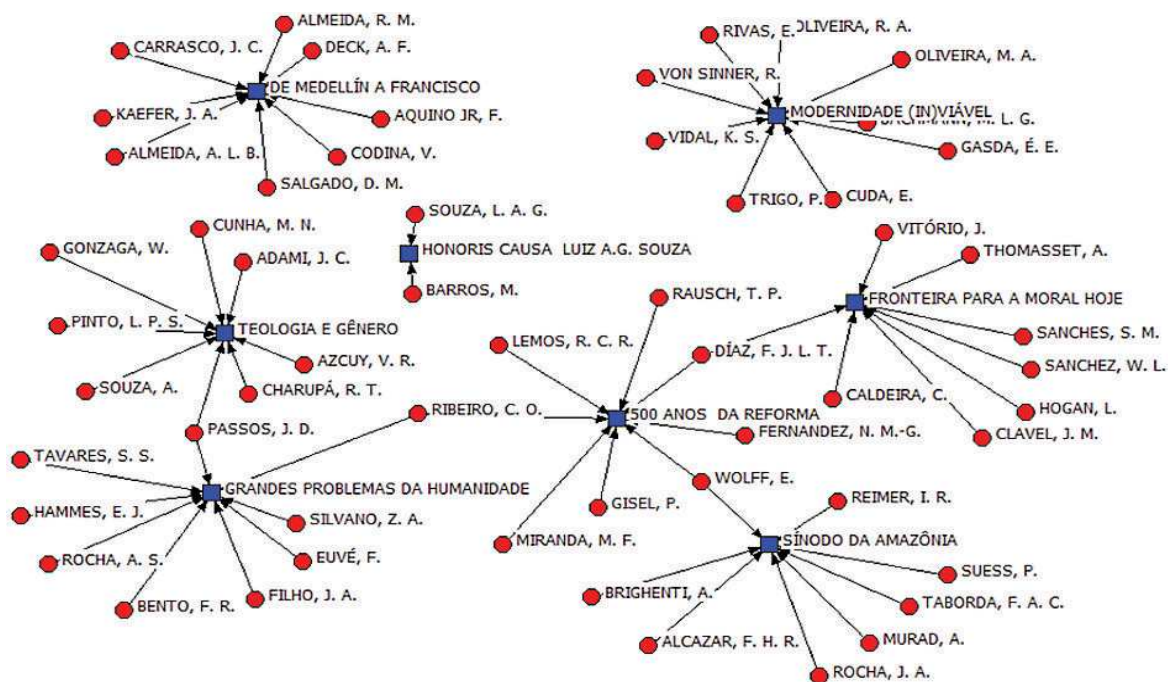 ALMEIDA, R. M.
CARRASCO, J. C.
DECK, A. F.
DE MEDELLÍN A FRANCISCO
KAEFER, J. A.
AQUINO JR, F.
ALMEIDA, A. L. B.
CODINA, V.
SALGADO, D. M.
RIVAS, E.
OLIVEIRA, R. A.
OLIVEIRA, M. A.
VON SINNER, R.
MODERNIDADE (IN)VIÁVEL
M. L. G.
VIDAL, K. S.
GASDA, É. E.
TRIGO, P.
CUDA, E.
CUNHA, M. N.
GONZAGA, W.
ADAMI, J. C.
PINTO, L. P. S.
TEOLOGIA E GÊNERO
AZCUY, V. R.
SOUZA, A.
CHARUPÁ, R. T.
PASSOS, J. D.
SOUZA, L. A. G.
HONORIS CAUSA LUIZ A.G. SOUZA
BARROS, M.
VITÓRIO, J.
THOMASSET, A.
FRONTEIRA PARA A MORAL HOJE
SANCHES, S. M.
SANCHEZ, W. L.
CALDEIRA, C.
HOGAN, L.
CLAVEL, J. M.
RAUSCH, T. P.
LEMOS, R. C. R.
DÍAZ, F. J. L. T.
RIBEIRO, C. O.
500 ANOS DA REFORMA
FERNANDEZ, N. M.-G.
WOLFF, E.
GISEL, P.
MIRANDA, M. F.
TAVARES, S. S.
GRANDES PROBLEMAS DA HUMANIDADE
HAMMES, E. J.
SILVANO, Z. A.
ROCHA, A. S.
EUVÉ, F.
BENTO, F. R.
FILHO, J. A.
REIMER, I. R.
SÍNODO DA AMAZÔNIA
SUESS, P.
BRIGHENTI, A.
TABORDA, F. A. C.
ALCAZAR, F. H. R.
MURAD, A.
ROCHA, J. A.